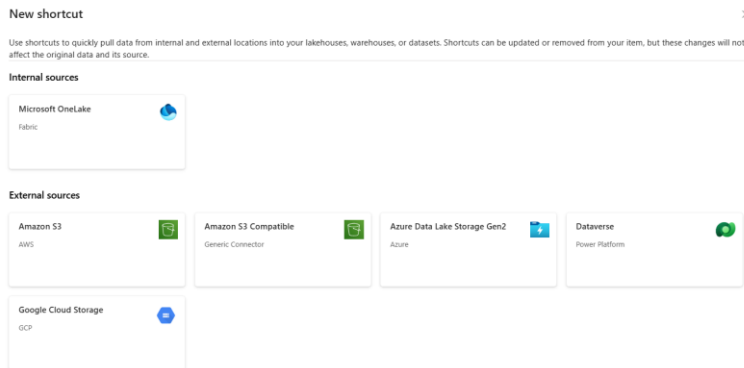 New shortcut
Use shortcuts to quickly pull data from internal and external locations into your lakehouses, warehouses, or datasets. Shortcuts can be updated or removed from your item, but these changes will not
affect the original data and its source.
Internal sources
Microsoft OneLake
Fabric
External sources
Amazon S3
AWS
Amazon S3 Compatible
Generic Connector
Azure Data Lake Storage Gen2
Azure
Dataverse
Power Platform
Google Cloud Storage
GCP